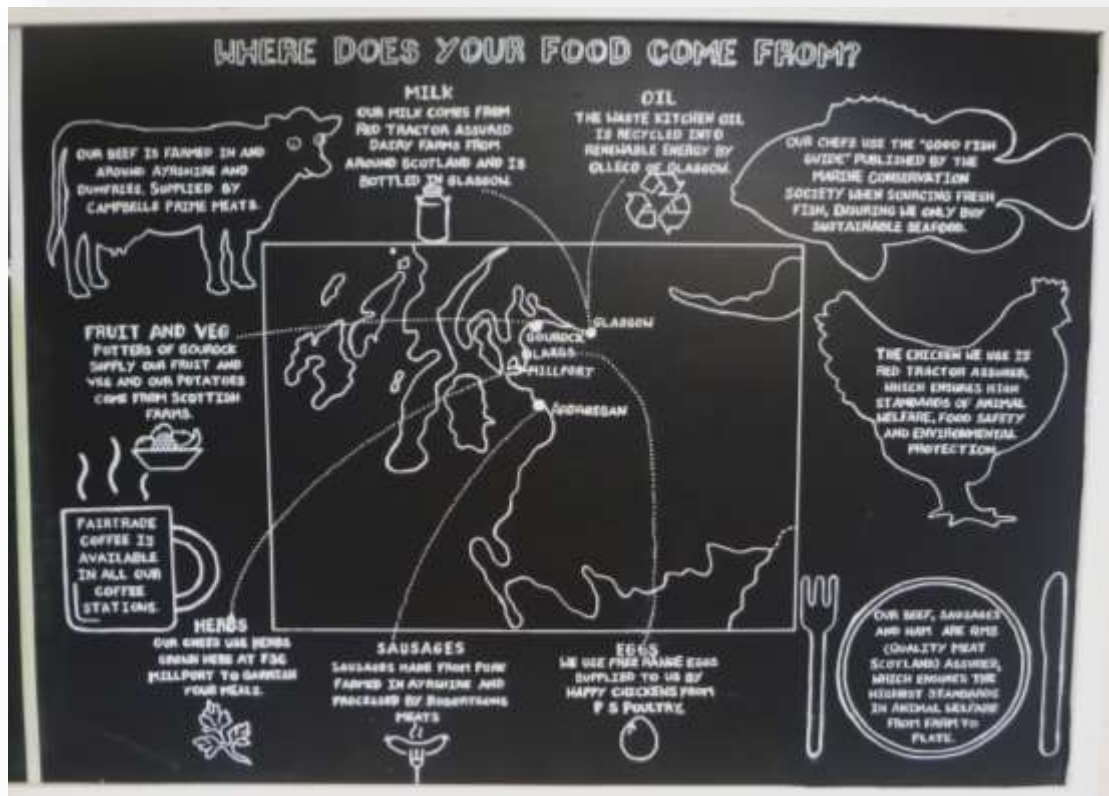 WHERE DOES YOUR FOOD COME FROM?
OUR BEEF IS FARMED IN AND
AROUND AYRSHIRE AND
DUMFRIES, SUPPLIED BY
CAMPBELLS PRIME MEATS.
MILK
OUR MILK COMES FROM
RED TRACTOR ASSURED
DAIRY FARMS FROM
AROUND SCOTLAND AND IS
BOTTLED IN GLASGOW.
OIL
THE WASTE KITCHEN OIL
IS RECYCLED INTO
RENEWABLE ENERGY BY
OLLECO OF GLASGOW.
OUR CHEFS USE THE "GOOD FISH
GUIDE" PUBLISHED BY THE
MARINE CONSERVATION
SOCIETY WHEN SOURCING FRESH
FISH, ENSURING WE ONLY BUY
SUSTAINABLE SEAFOOD.
FRUIT AND VEG
POTTERS OF GOUROCK
SUPPLY OUR FRUIT AND
VEG AND OUR POTATOES
COME FROM SCOTTISH
FARMS.
GLASGOW
GOUROCK
LARGS
MILLPORT
THE CHICKEN WE USE IS
RED TRACTOR ASSURED,
WHICH ENSURES HIGH
STANDARDS OF ANIMAL
WELFARE, FOOD SAFETY
AND ENVIRONMENTAL
PROTECTION.
FAIRTRADE
COFFEE IS
AVAILABLE
IN ALL OUR
COFFEE
STATIONS.
HERBS
OUR CHEFS USE HERBS
GROWN HERE AT FSC
MILLPORT TO GARNISH
YOUR MEALS.
SAUSAGES
SAUSAGES MADE FROM PORK
FARMED IN AYRSHIRE AND
PROCESSED BY ROBERTSONS
MEATS
EGGS
WE USE FREE RANGE EGGS
SUPPLIED TO US BY
HAPPY CHICKENS FROM
P S POULTRY.
OUR BEEF, SAUSAGES
AND HAM ARE QMS
(QUALITY MEAT
SCOTLAND) ASSURED,
WHICH ENSURES THE
HIGHEST STANDARDS
IN ANIMAL WELFARE
FROM FARM TO
PLATE.